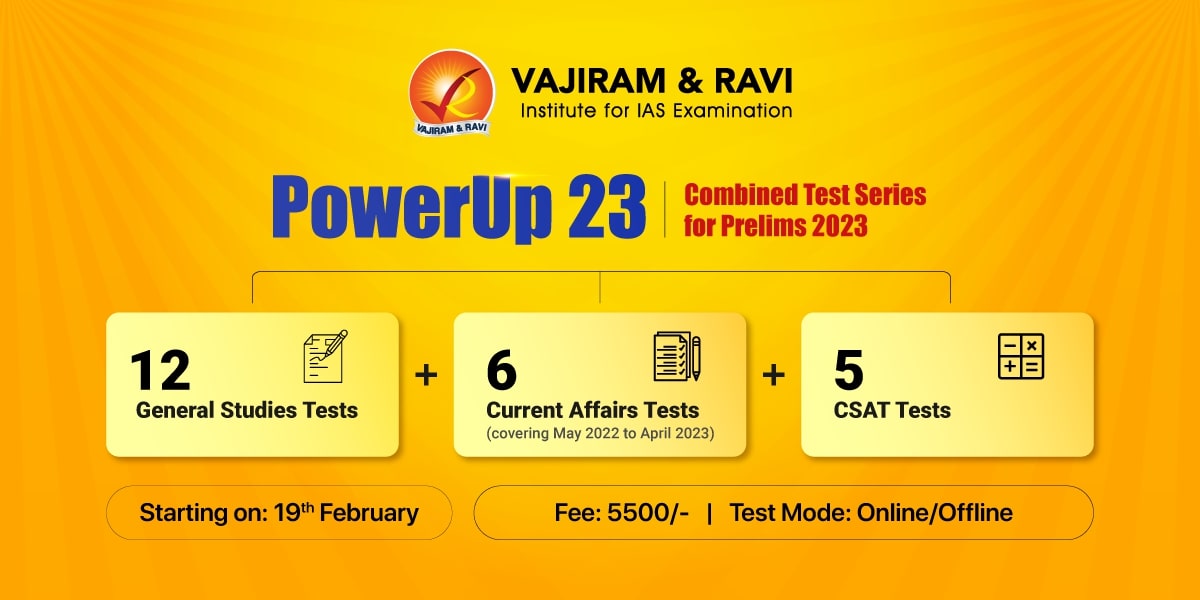 VAJIRAM & RAVI
VAJIRAM & RAVI
Institute for IAS Examination
PowerUp 23
Combined Test Series
for Prelims 2023
12
General Studies Tests
+
6
Current Affairs Tests
(covering May 2022 to April 2023)
+
5
CSAT Tests
Starting on: 19th February
Fee: 5500/- | Test Mode: Online/Offline